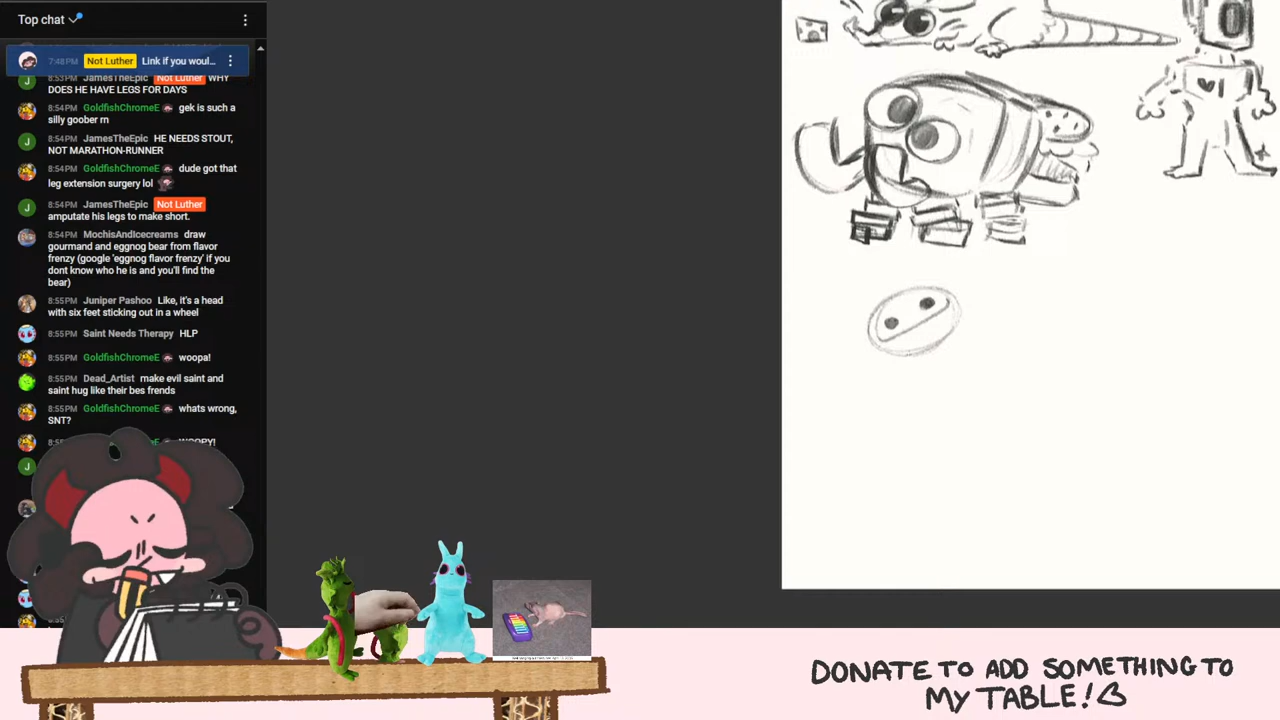 Top chat
7:48PM Not Luther Link if you woul...
8:53PM JamesTheEpic Not Luther WHY
DOES HE HAVE LEGS FOR DAYS
8:54PM GoldfishChromeE gek is such a
silly goober rn
8:54PM JamesTheEpic HE NEEDS STOUT,
NOT MARATHON-RUNNER
8:54PM GoldfishChromeE dude got that
leg extension surgery lol
8:54PM JamesTheEpic Not Luther
amputate his legs to make short.
8:54PM MochisAndIcecreams draw
gourmand and eggnog bear from flavor
frenzy (google 'eggnog flavor frenzy' if you
dont know who he is and you'll find the
bear)
8:55PM Juniper Pashoo Like, it's a head
with six feet sticking out in a wheel
8:55PM Saint Needs Therapy HLP
8:55PM GoldfishChromeE woopa!
8:55PM Dead_Artist make evil saint and
saint hug like their bes frends
8:55PM GoldfishChromeE whats wrong,
SNT?
WOOPY!
DONATE TO ADD SOMETHING TO
MY TABLE!